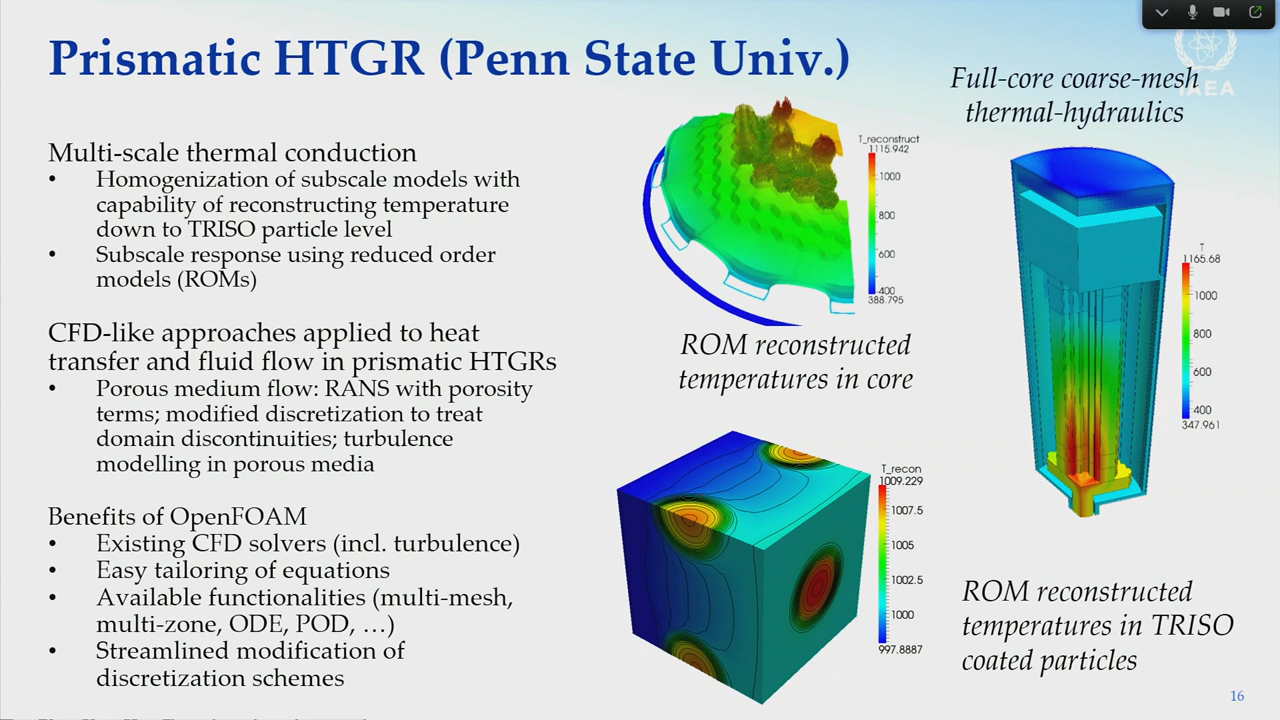 Prismatic HTGR (Penn State Univ.)
IAEA
Full-core coarse-mesh
thermal-hydraulics
Multi-scale thermal conduction
• Homogenization of subscale models with
capability of reconstructing temperature
down to TRISO particle level
• Subscale response using reduced order
models (ROMs)
CFD-like approaches applied to heat
transfer and fluid flow in prismatic HTGRs
• Porous medium flow: RANS with porosity
terms; modified discretization to treat
domain discontinuities; turbulence
modelling in porous media
Benefits of OpenFOAM
• Existing CFD solvers (incl. turbulence)
• Easy tailoring of equations
• Available functionalities (multi-mesh,
multi-zone, ODE, POD, …)
• Streamlined modification of
discretization schemes
T_reconstruct
1115.942
1000
800
600
400
388.795
ROM reconstructed
temperatures in core
T
1165.68
1000
800
600
400
347.961
T_recon
1009.229
1007.5
1005
1002.5
1000
997.8887
ROM reconstructed
temperatures in TRISO
coated particles
16